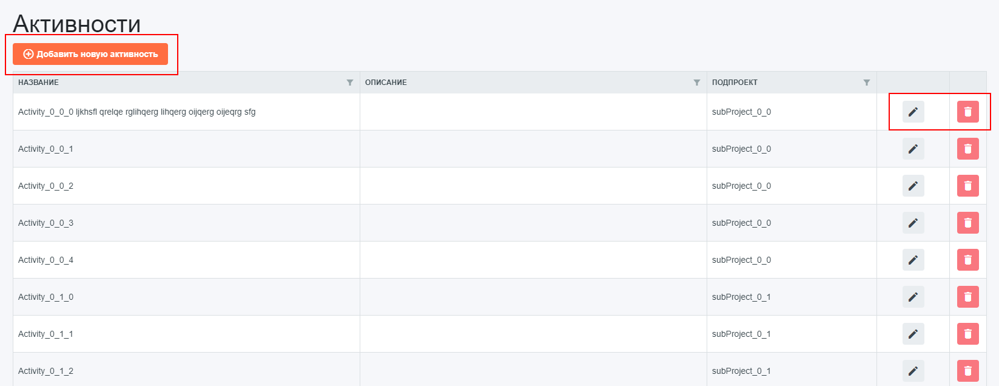 Активности
Добавить новую активность
НАЗВАНИЕ ОПИСАНИЕ ПОДПРОЕКТ
Activity_0_0_0 ljkhsfl qrelqe rglihqerg lihqerg oijqerg oijeqrg sfg subProject_0_0
Activity_0_0_1 subProject_0_0
Activity_0_0_2 subProject_0_0
Activity_0_0_3 subProject_0_0
Activity_0_0_4 subProject_0_0
Activity_0_1_0 subProject_0_1
Activity_0_1_1 subProject_0_1
Activity_0_1_2 subProject_0_1